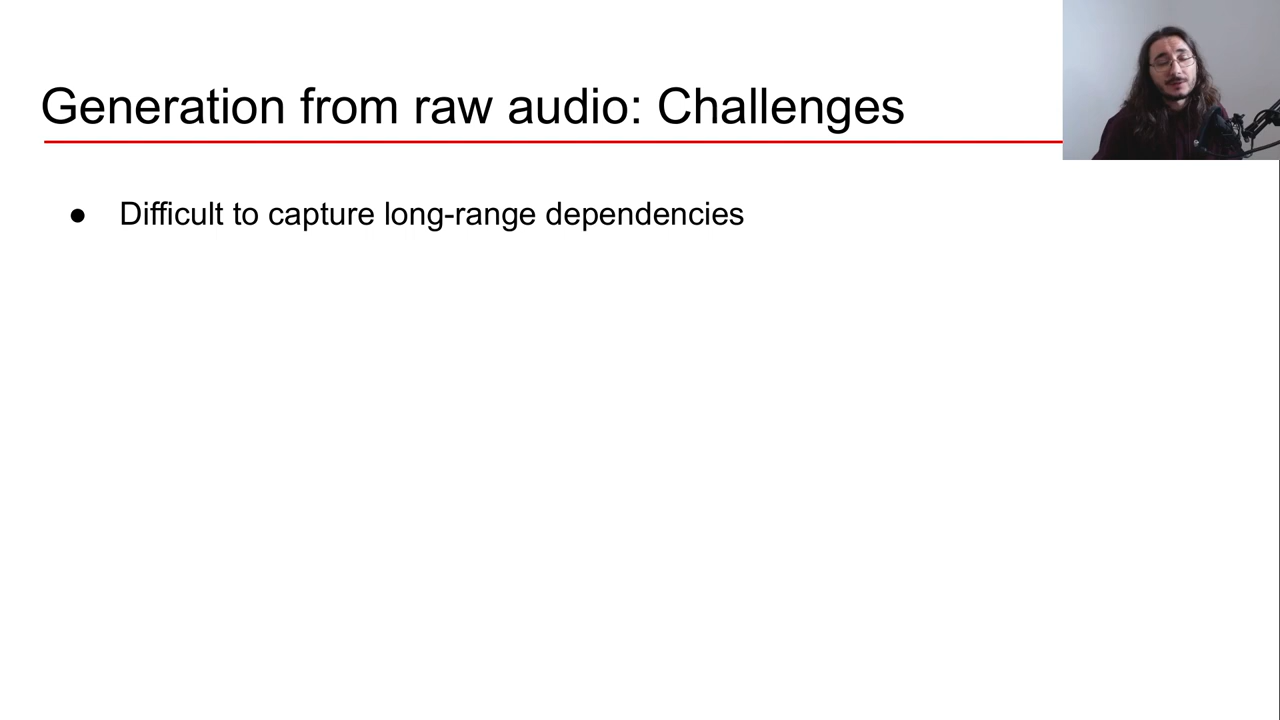 Generation from raw audio: Challenges
● Difficult to capture long-range dependencies